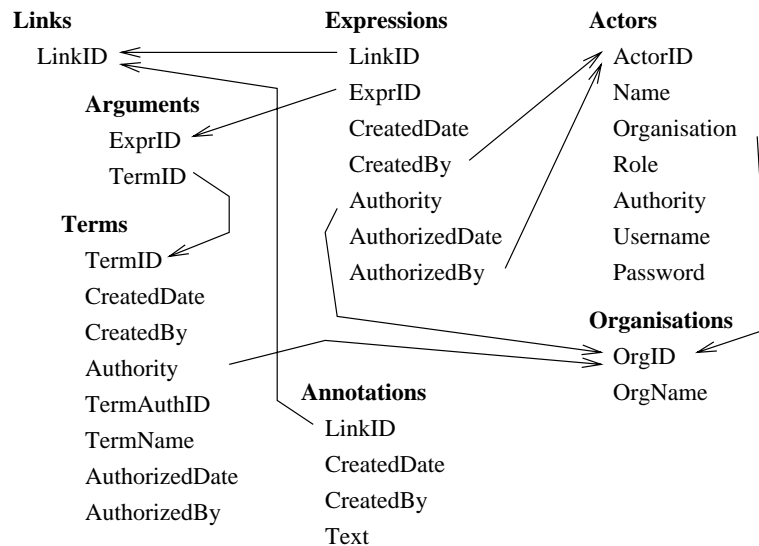 Links
LinkID
Arguments
ExprID
TermID
Terms
TermID
CreatedDate
CreatedBy
Authority
TermAuthID
TermName
AuthorizedDate
AuthorizedBy
Expressions
LinkID
ExprID
CreatedDate
CreatedBy
Authority
AuthorizedDate
AuthorizedBy
Annotations
LinkID
CreatedDate
CreatedBy
Text
Actors
ActorID
Name
Organisation
Role
Authority
Username
Password
Organisations
OrgID
OrgName